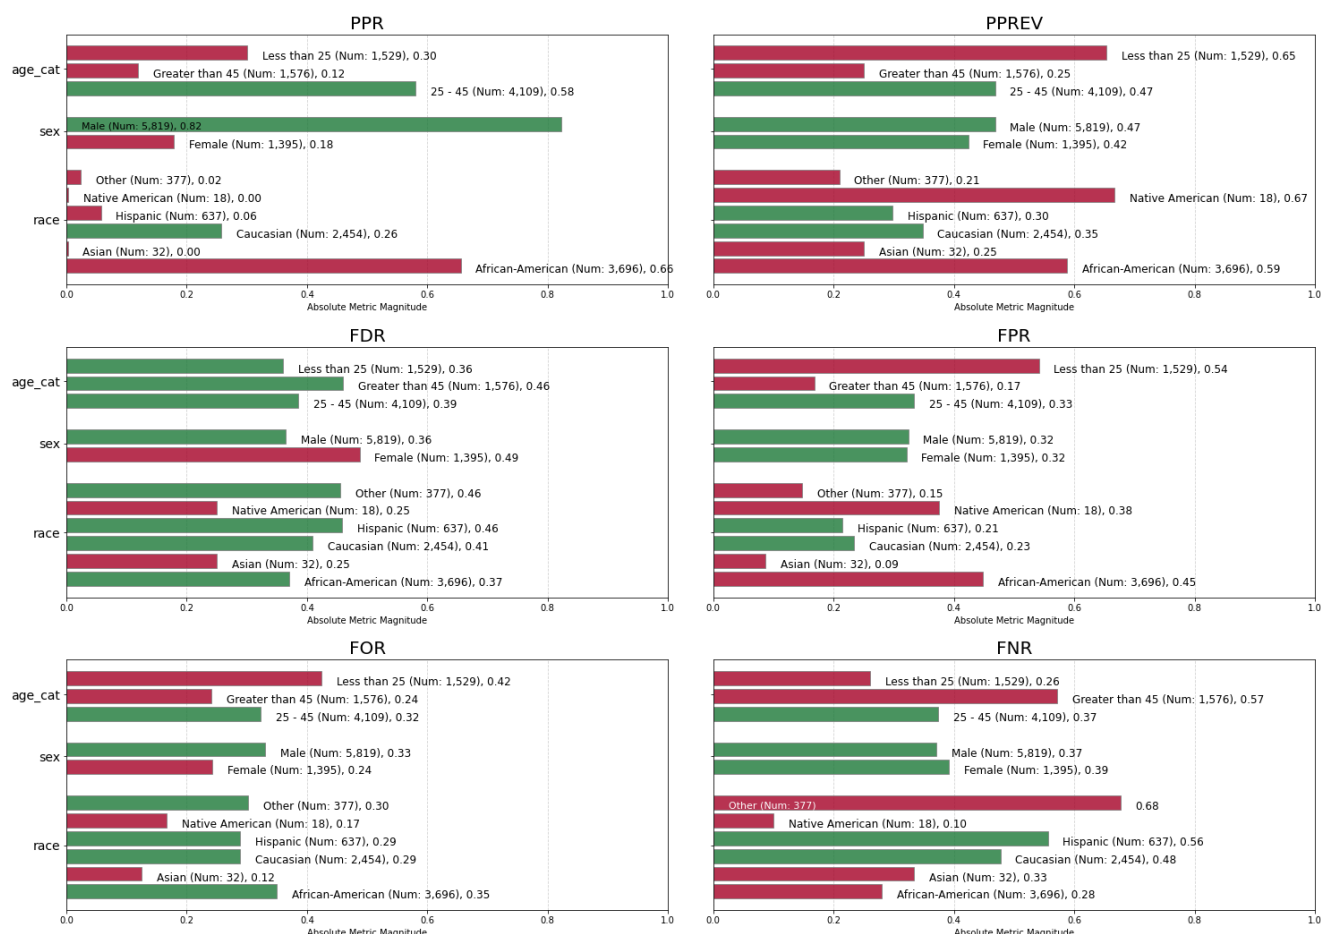 PPR
age_cat
Less than 25 (Num: 1,529), 0.30
Greater than 45 (Num: 1,576), 0.12
25 - 45 (Num: 4,109), 0.58
sex
Male (Num: 5,819), 0.82
Female (Num: 1,395), 0.18
race
Other (Num: 377), 0.02
Native American (Num: 18), 0.00
Hispanic (Num: 637), 0.06
Caucasian (Num: 2,454), 0.26
Asian (Num: 32), 0.00
African-American (Num: 3,696), 0.66
0.0 0.2 0.4 0.6 0.8 1.0
Absolute Metric Magnitude
PPREV
Less than 25 (Num: 1,529), 0.65
Greater than 45 (Num: 1,576), 0.25
25 - 45 (Num: 4,109), 0.47
Male (Num: 5,819), 0.47
Female (Num: 1,395), 0.42
Other (Num: 377), 0.21
Native American (Num: 18), 0.67
Hispanic (Num: 637), 0.30
Caucasian (Num: 2,454), 0.35
Asian (Num: 32), 0.25
African-American (Num: 3,696), 0.59
0.0 0.2 0.4 0.6 0.8 1.0
Absolute Metric Magnitude
FDR
age_cat
Less than 25 (Num: 1,529), 0.36
Greater than 45 (Num: 1,576), 0.46
25 - 45 (Num: 4,109), 0.39
sex
Male (Num: 5,819), 0.36
Female (Num: 1,395), 0.49
race
Other (Num: 377), 0.46
Native American (Num: 18), 0.25
Hispanic (Num: 637), 0.46
Caucasian (Num: 2,454), 0.41
Asian (Num: 32), 0.25
African-American (Num: 3,696), 0.37
0.0 0.2 0.4 0.6 0.8 1.0
Absolute Metric Magnitude
FPR
Less than 25 (Num: 1,529), 0.54
Greater than 45 (Num: 1,576), 0.17
25 - 45 (Num: 4,109), 0.33
Male (Num: 5,819), 0.32
Female (Num: 1,395), 0.32
Other (Num: 377), 0.15
Native American (Num: 18), 0.38
Hispanic (Num: 637), 0.21
Caucasian (Num: 2,454), 0.23
Asian (Num: 32), 0.09
African-American (Num: 3,696), 0.45
0.0 0.2 0.4 0.6 0.8 1.0
Absolute Metric Magnitude
FOR
age_cat
Less than 25 (Num: 1,529), 0.42
Greater than 45 (Num: 1,576), 0.24
25 - 45 (Num: 4,109), 0.32
sex
Male (Num: 5,819), 0.33
Female (Num: 1,395), 0.24
race
Other (Num: 377), 0.30
Native American (Num: 18), 0.17
Hispanic (Num: 637), 0.29
Caucasian (Num: 2,454), 0.29
Asian (Num: 32), 0.12
African-American (Num: 3,696), 0.35
0.0 0.2 0.4 0.6 0.8 1.0
Absolute Metric Magnitude
FNR
Less than 25 (Num: 1,529), 0.26
Greater than 45 (Num: 1,576), 0.57
25 - 45 (Num: 4,109), 0.37
Male (Num: 5,819), 0.37
Female (Num: 1,395), 0.39
Other (Num: 377) 0.68
Native American (Num: 18), 0.10
Hispanic (Num: 637), 0.56
Caucasian (Num: 2,454), 0.48
Asian (Num: 32), 0.33
African-American (Num: 3,696), 0.28
0.0 0.2 0.4 0.6 0.8 1.0
Absolute Metric Magnitude